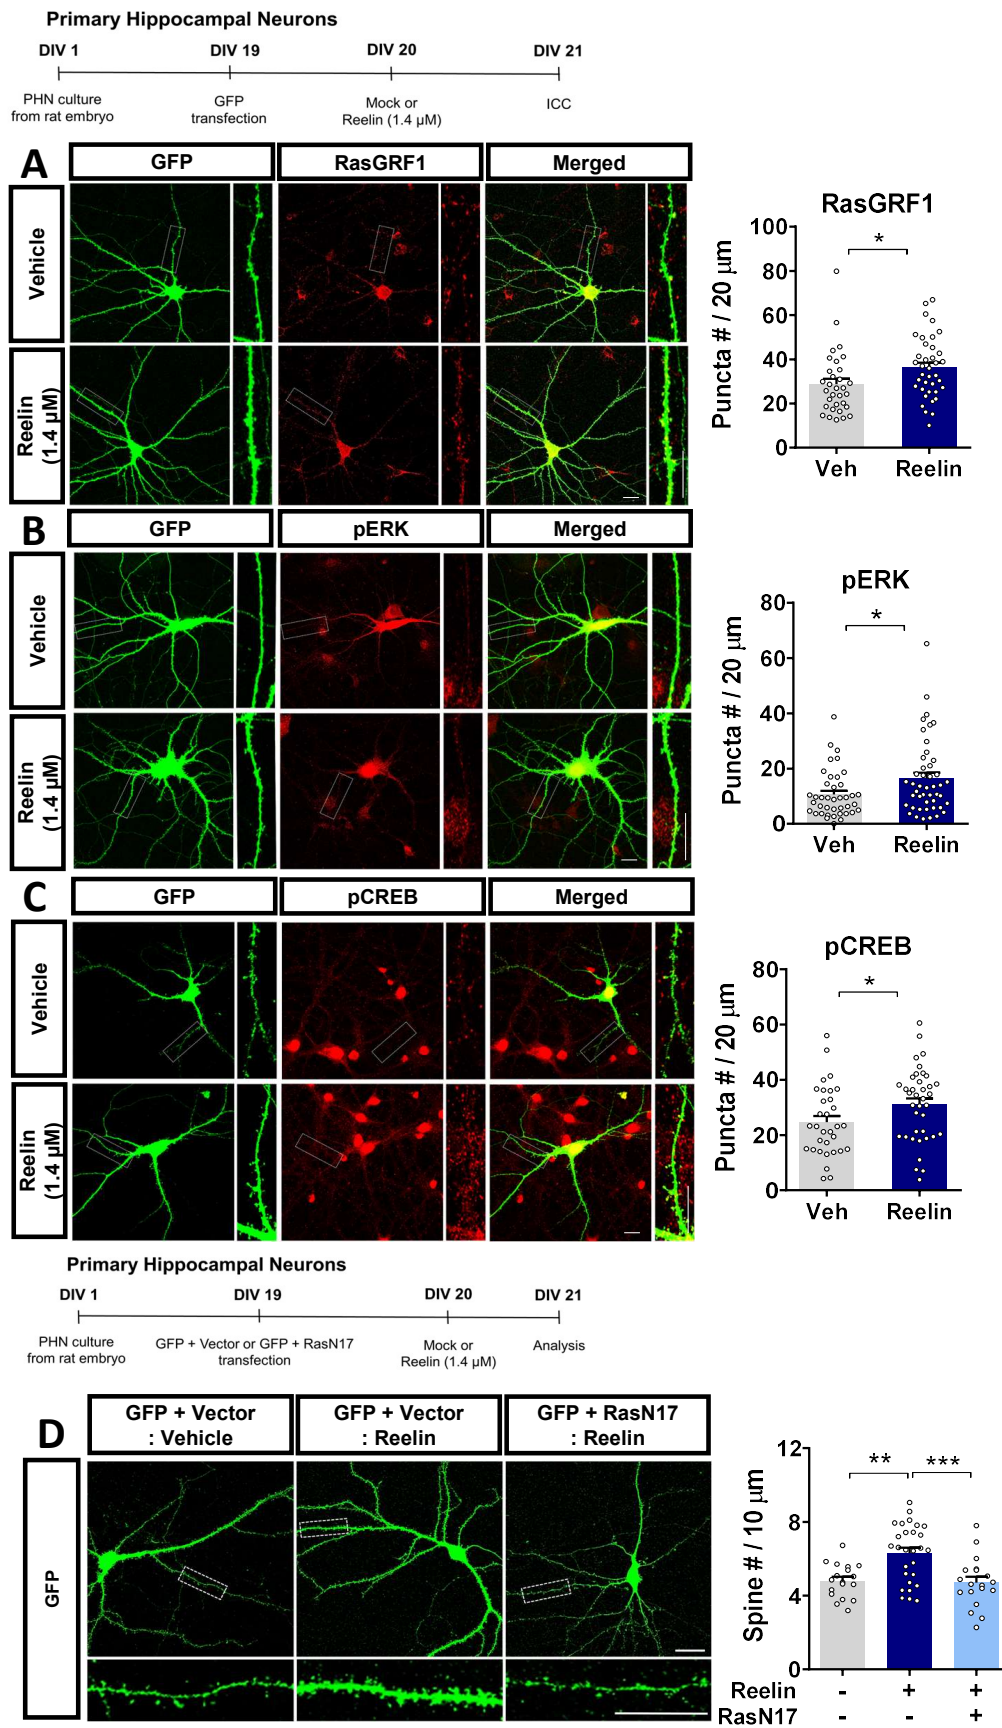 Primary Hippocampal Neurons
DIV 1 DIV 19 DIV 20 DIV 21
PHN culture
from rat embryo
GFP
transfection
Mock or
Reelin (1.4 µM)
ICC
A
GFP RasGRF1 Merged
Vehicle
Reelin
(1.4 µM)
RasGRF1
Puncta # / 20 µm
100
80
60
40
20
0
*
Veh Reelin
B
GFP pERK Merged
Vehicle
Reelin
(1.4 µM)
pERK
Puncta # / 20 µm
80
60
40
20
0
*
Veh Reelin
C
GFP pCREB Merged
Vehicle
Reelin
(1.4 µM)
pCREB
Puncta # / 20 µm
80
60
40
20
0
*
Veh Reelin
Primary Hippocampal Neurons
DIV 1 DIV 19 DIV 20 DIV 21
PHN culture
from rat embryo
GFP + Vector or GFP + RasN17
transfection
Mock or
Reelin (1.4 µM)
Analysis
D
GFP + Vector
: Vehicle
GFP + Vector
: Reelin
GFP + RasN17
: Reelin
GFP
Spine # / 10 µm
12
8
4
0
** ***
Reelin - + +
RasN17 - - +